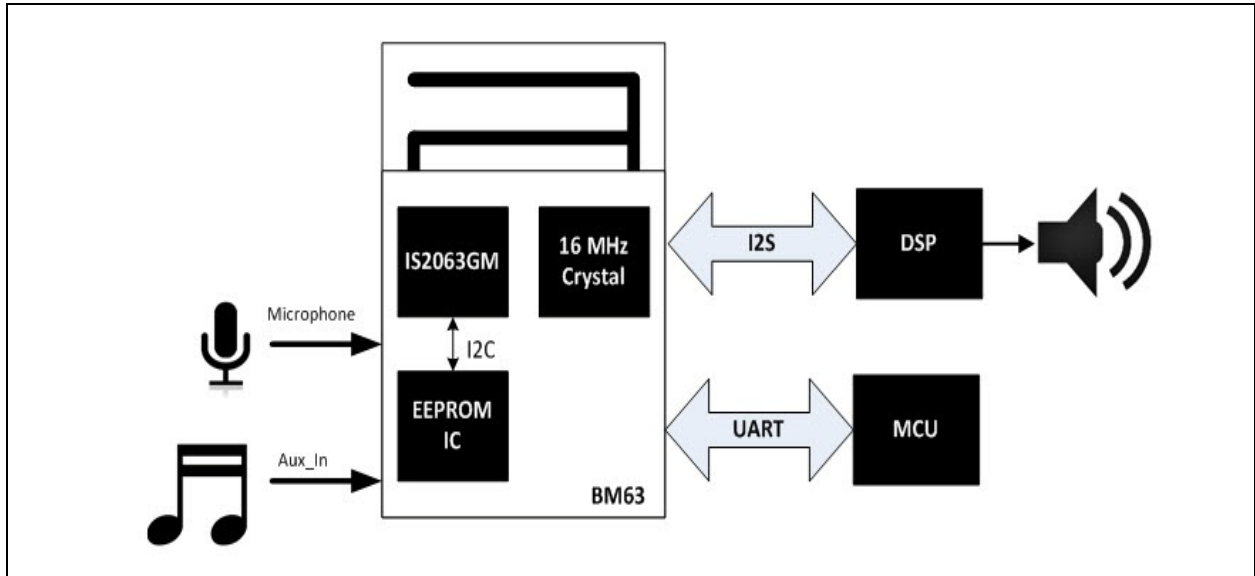 IS2063GM
16 MHz
Crystal
I2S
DSP
Microphone
I2C
EEPROM
IC
UART
MCU
Aux_In
BM63